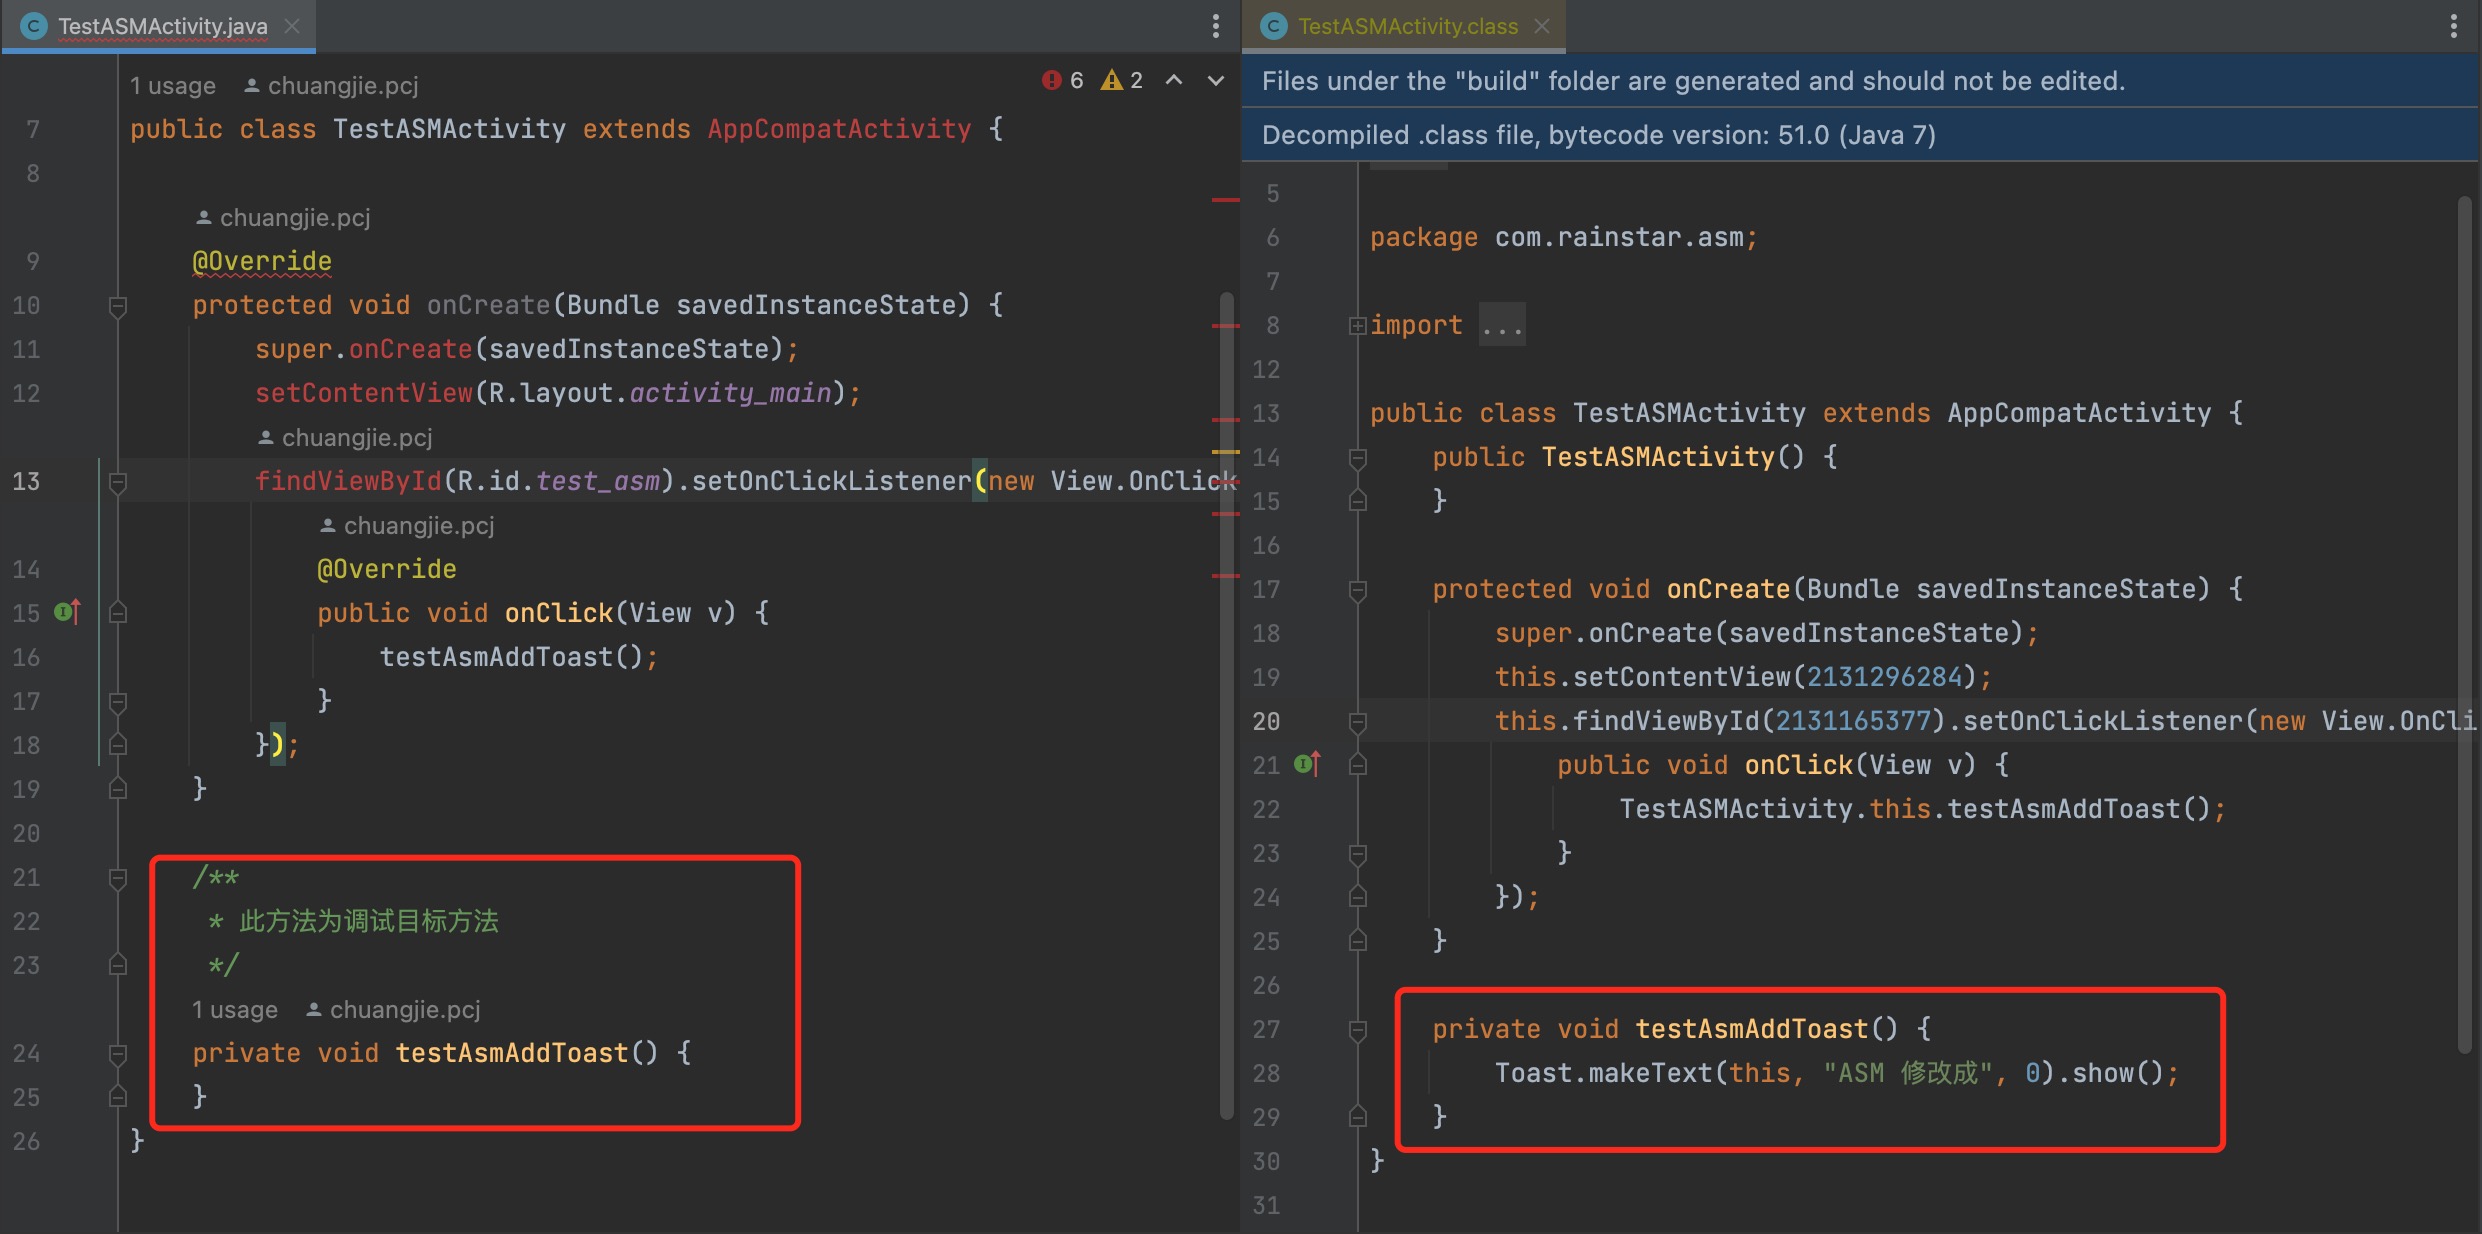 TestASMActivity.java
1 usage chuangjie.pcj
6 2
7 public class TestASMActivity extends AppCompatActivity {
8
chuangjie.pcj
9 @Override
10 protected void onCreate(Bundle savedInstanceState) {
11 super.onCreate(savedInstanceState);
12 setContentView(R.layout.activity_main);
chuangjie.pcj
13 findViewById(R.id.test_asm).setOnClickListener(new View.OnClick
chuangjie.pcj
14 @Override
15 public void onClick(View v) {
16 testAsmAddToast();
17 }
18 });
19 }
20
21 /**
22 * 此方法为调试目标方法
23 */
1 usage chuangjie.pcj
24 private void testAsmAddToast() {
25 }
26 }
TestASMActivity.class
Files under the "build" folder are generated and should not be edited.
Decompiled .class file, bytecode version: 51.0 (Java 7)
5
6 package com.rainstar.asm;
7
8 import ...
12
13 public class TestASMActivity extends AppCompatActivity {
14 public TestASMActivity() {
15 }
16
17 protected void onCreate(Bundle savedInstanceState) {
18 super.onCreate(savedInstanceState);
19 this.setContentView(2131296284);
20 this.findViewById(2131165377).setOnClickListener(new View.OnCli
21 public void onClick(View v) {
22 TestASMActivity.this.testAsmAddToast();
23 }
24 });
25 }
26
27 private void testAsmAddToast() {
28 Toast.makeText(this, "ASM 修改成", 0).show();
29 }
30 }
31